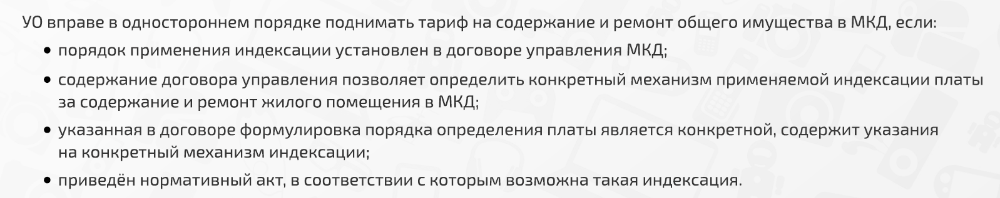 УО вправе в одностороннем порядке поднимать тариф на содержание и ремонт общего имущества в МКД, если:
• порядок применения индексации установлен в договоре управления МКД;
• содержание договора управления позволяет определить конкретный механизм применяемой индексации платы
за содержание и ремонт жилого помещения в МКД;
• указанная в договоре формулировка порядка определения платы является конкретной, содержит указания
на конкретный механизм индексации;
• приведён нормативный акт, в соответствии с которым возможна такая индексация.